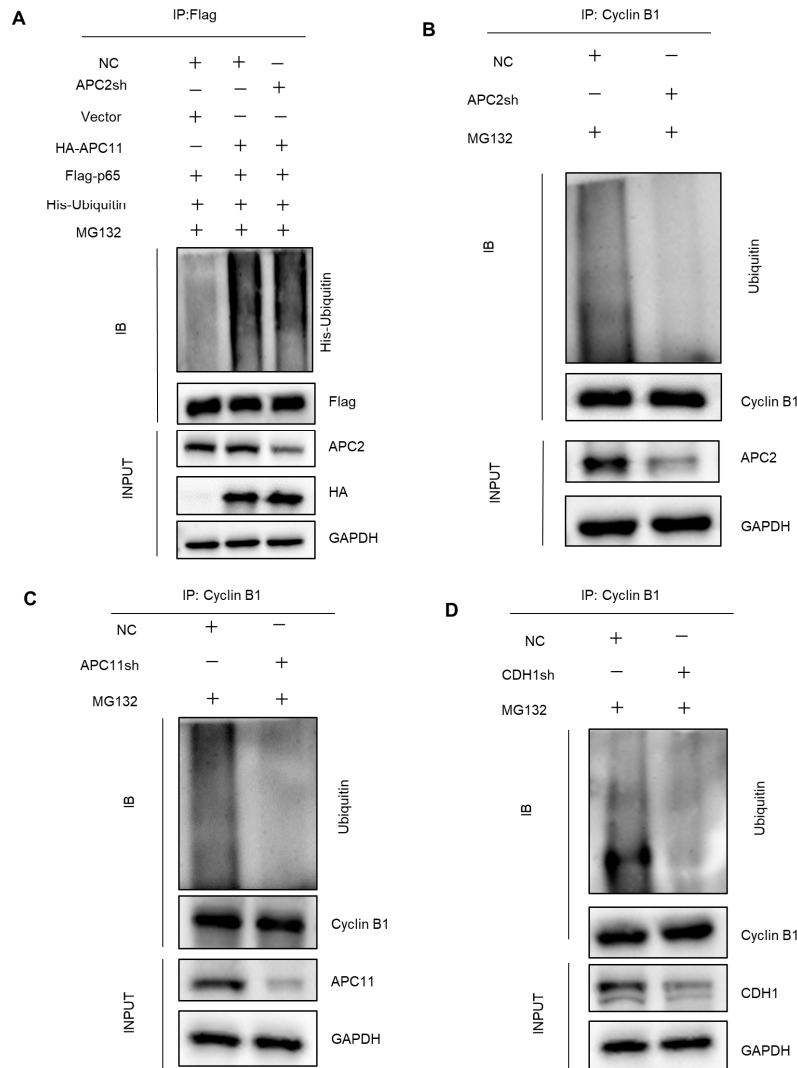 A
IP:Flag
NC + + −
APC2sh − − +
Vector + − −
HA-APC11 − + +
Flag-p65 + + +
His-Ubiquitin + + +
MG132 + + +
IB
His-Ubiquitin
Flag
INPUT
APC2
HA
GAPDH
B
IP: Cyclin B1
NC + −
APC2sh − +
MG132 + +
IB
Ubiquitin
Cyclin B1
INPUT
APC2
GAPDH
C
IP: Cyclin B1
NC + −
APC11sh − +
MG132 + +
IB
Ubiquitin
Cyclin B1
INPUT
APC11
GAPDH
D
IP: Cyclin B1
NC + −
CDH1sh − +
MG132 + +
IB
Ubiquitin
Cyclin B1
INPUT
CDH1
GAPDH